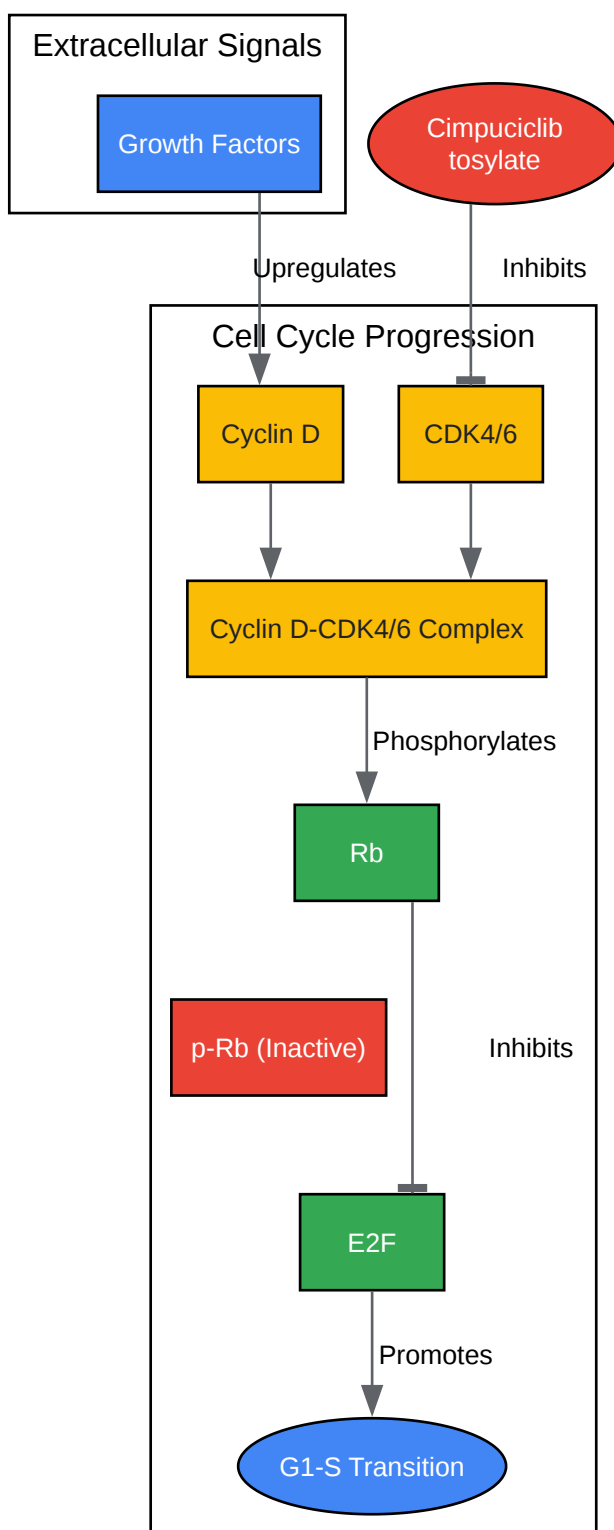 Extracellular Signals
Growth Factors
Cimpuciclib
tosylate
Upregulates
Inhibits
Cell Cycle Progression
Cyclin D
CDK4/6
Cyclin D-CDK4/6 Complex
Phosphorylates
Rb
p-Rb (Inactive)
Inhibits
E2F
Promotes
G1-S Transition